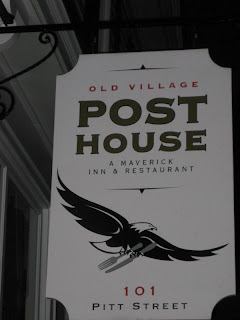 OLD VILLAGE
POST
HOUSE
A MAVERICK
INN & RESTAURANT
101
PITT STREET